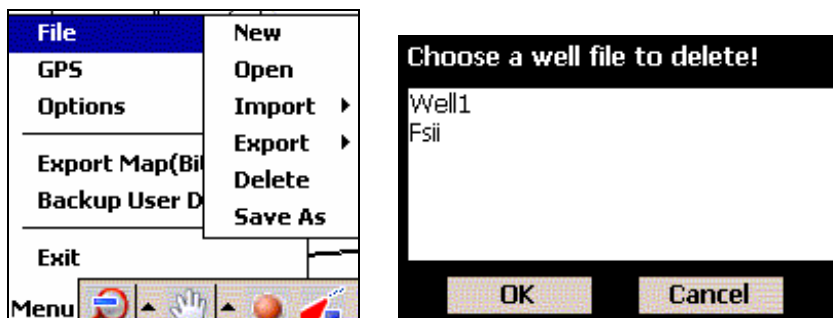 File
GPS
Options
Export Map(Bi
Backup User D
Exit
Menu
New
Open
Import
Export
Delete
Save As
Choose a well file to delete!
Well1
Fsii
OK
Cancel